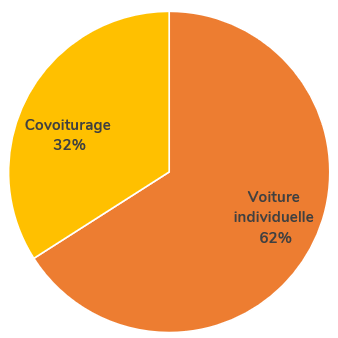 Covoiturage
32%
Voiture
individuelle
62%